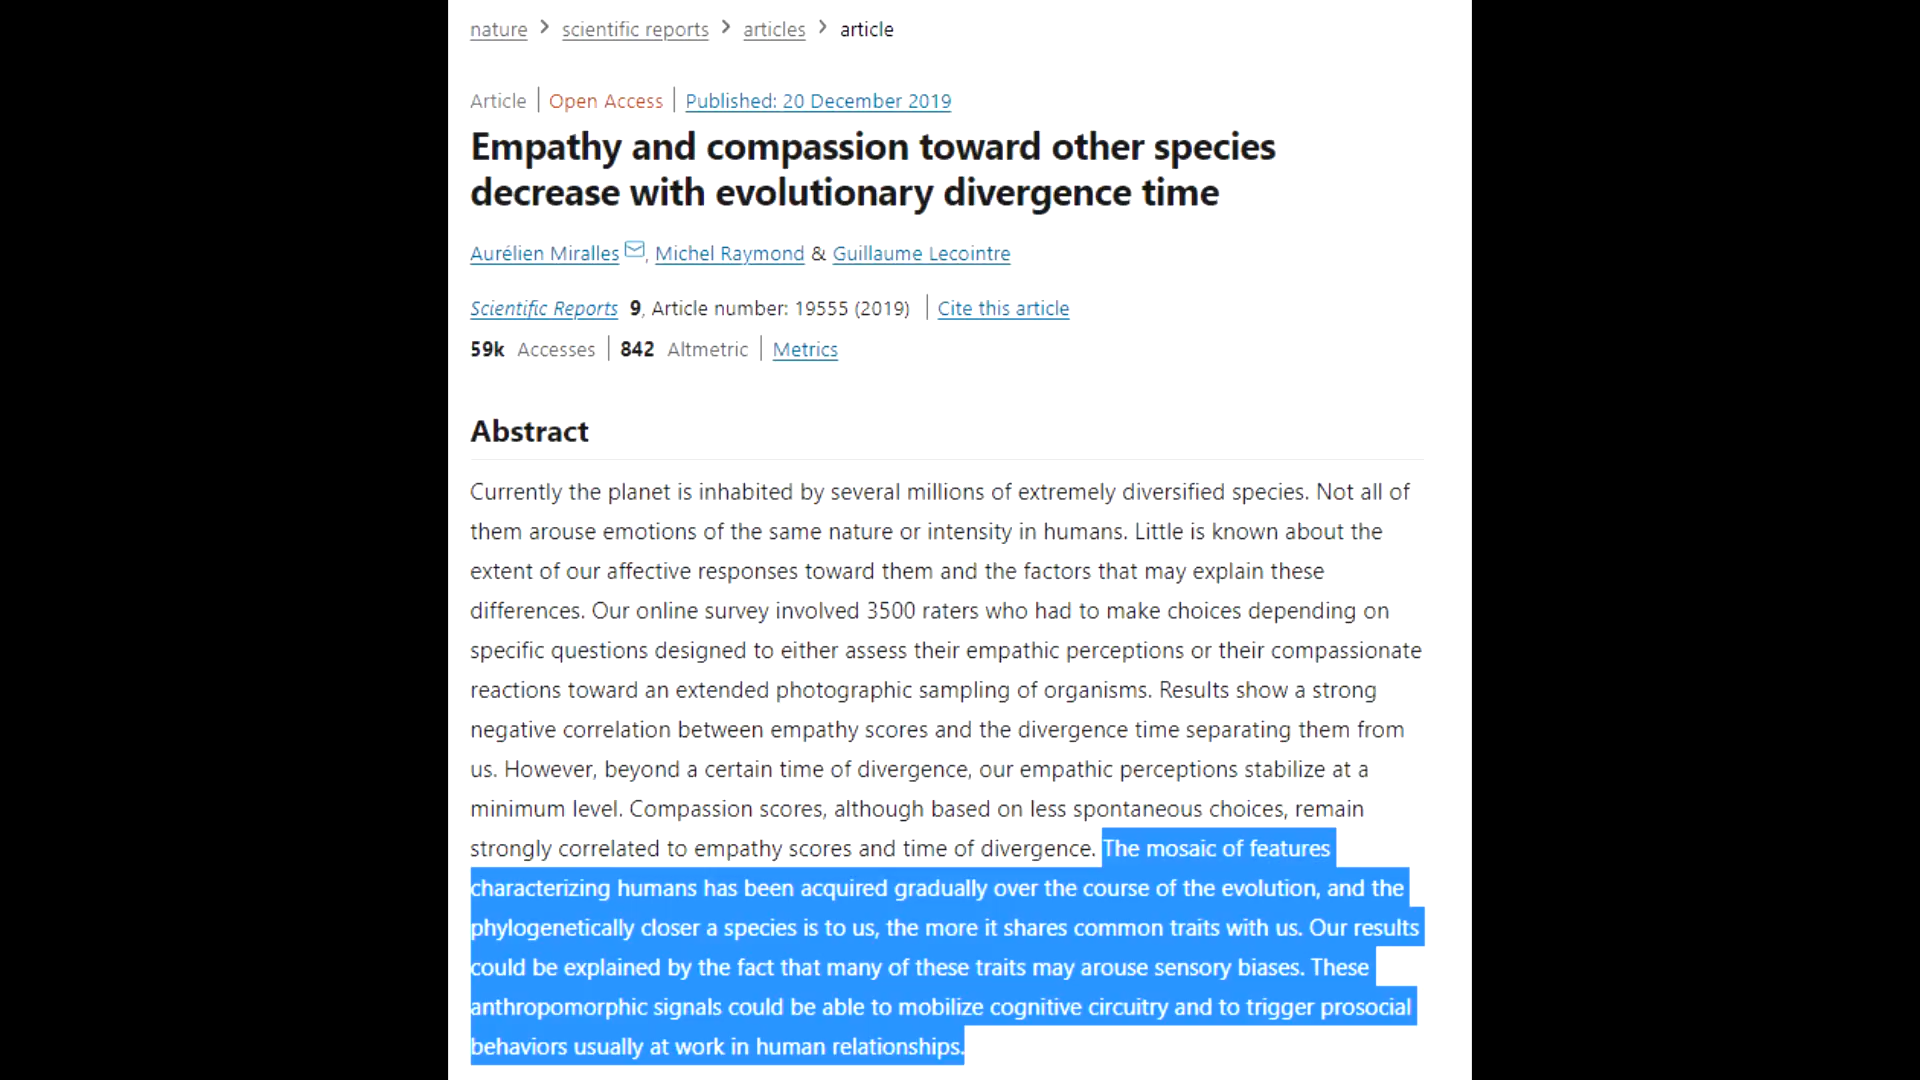 nature > scientific reports > articles > article
Article | Open Access | Published: 20 December 2019
Empathy and compassion toward other species
decrease with evolutionary divergence time
Aurélien Miralles, Michel Raymond & Guillaume Lecointre
Scientific Reports 9, Article number: 19555 (2019) | Cite this article
59k Accesses | 842 Altmetric | Metrics
Abstract
Currently the planet is inhabited by several millions of extremely diversified species. Not all of
them arouse emotions of the same nature or intensity in humans. Little is known about the
extent of our affective responses toward them and the factors that may explain these
differences. Our online survey involved 3500 raters who had to make choices depending on
specific questions designed to either assess their empathic perceptions or their compassionate
reactions toward an extended photographic sampling of organisms. Results show a strong
negative correlation between empathy scores and the divergence time separating them from
us. However, beyond a certain time of divergence, our empathic perceptions stabilize at a
minimum level. Compassion scores, although based on less spontaneous choices, remain
strongly correlated to empathy scores and time of divergence. The mosaic of features
characterizing humans has been acquired gradually over the course of the evolution, and the
phylogenetically closer a species is to us, the more it shares common traits with us. Our results
could be explained by the fact that many of these traits may arouse sensory biases. These
anthropomorphic signals could be able to mobilize cognitive circuitry and to trigger prosocial
behaviors usually at work in human relationships.